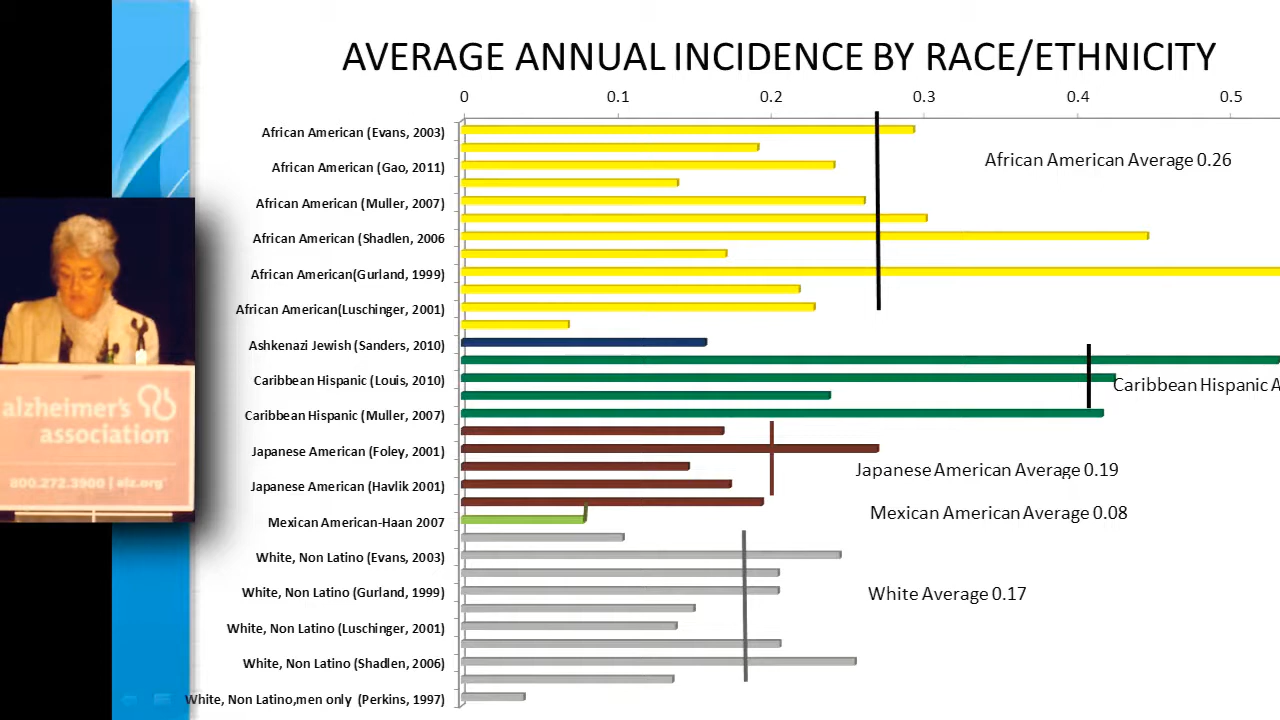 AVERAGE ANNUAL INCIDENCE BY RACE/ETHNICITY
0 0.1 0.2 0.3 0.4 0.5
African American (Evans, 2003)
African American Average 0.26
African American (Gao, 2011)
African American (Muller, 2007)
African American (Shadlen, 2006
African American(Gurland, 1999)
African American(Luschinger, 2001)
Ashkenazi Jewish (Sanders, 2010)
Caribbean Hispanic (Louis, 2010)
Caribbean Hispanic A
Caribbean Hispanic (Muller, 2007)
Japanese American (Foley, 2001)
Japanese American Average 0.19
Japanese American (Havlik 2001)
Mexican American Average 0.08
Mexican American-Haan 2007
White, Non Latino (Evans, 2003)
White, Non Latino (Gurland, 1999)
White Average 0.17
White, Non Latino (Luschinger, 2001)
White, Non Latino (Shadlen, 2006)
White, Non Latino,men only (Perkins, 1997)
alzheimer's
association
800.272.3900 | alz.org